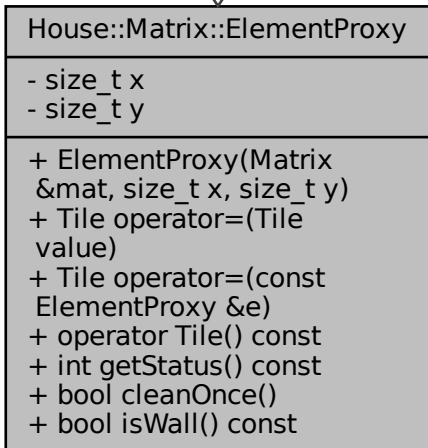 House::Matrix::ElementProxy
- size_t x
- size_t y
+ ElementProxy(Matrix
&mat, size_t x, size_t y)
+ Tile operator=(Tile
value)
+ Tile operator=(const
ElementProxy &e)
+ operator Tile() const
+ int getStatus() const
+ bool cleanOnce()
+ bool isWall() const